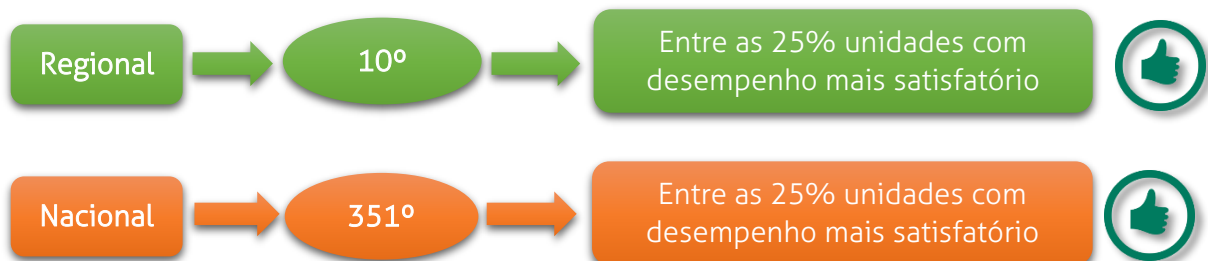 Regional
10º
Entre as 25% unidades com
desempenho mais satisfatório
Nacional
351º
Entre as 25% unidades com
desempenho mais satisfatório